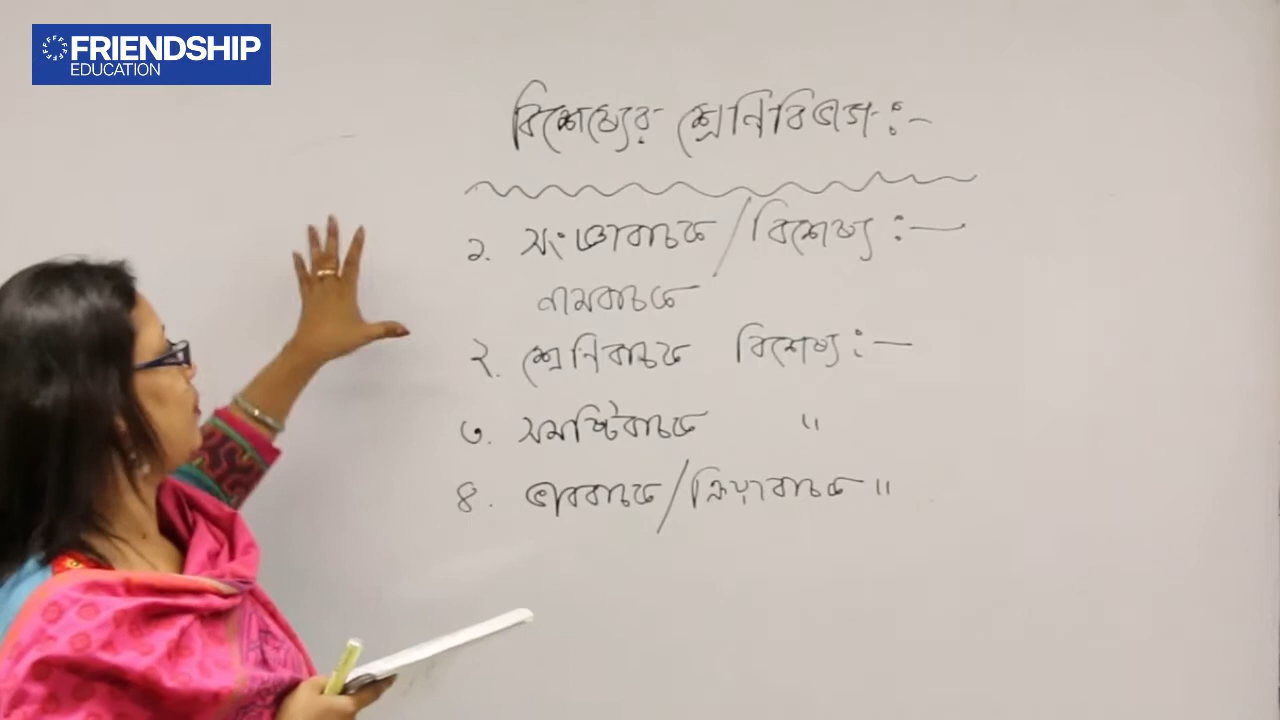 FRIENDSHIP
EDUCATION
বিশেষ্যের শ্রেনিবিভাগ :-
১. সংজ্ঞাবাচক / বিশেষ্য :—
নামবাচক
২. শ্রেনিবাচক বিশেষ্য :—
৩. সমষ্টিবাচক "
৪. ভাববাচক / ক্রিয়াবাচক "